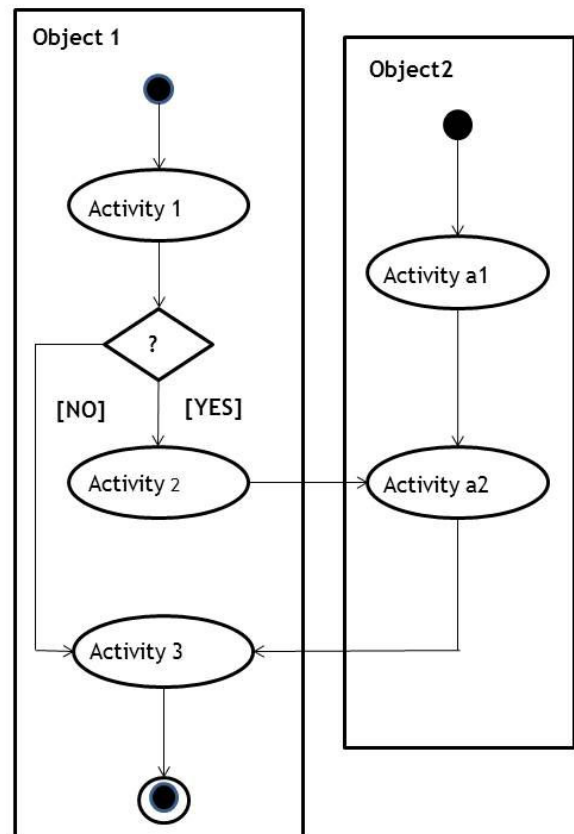 Object 1
Object2
Activity 1
Activity a1
?
[NO]
[YES]
Activity 2
Activity a2
Activity 3